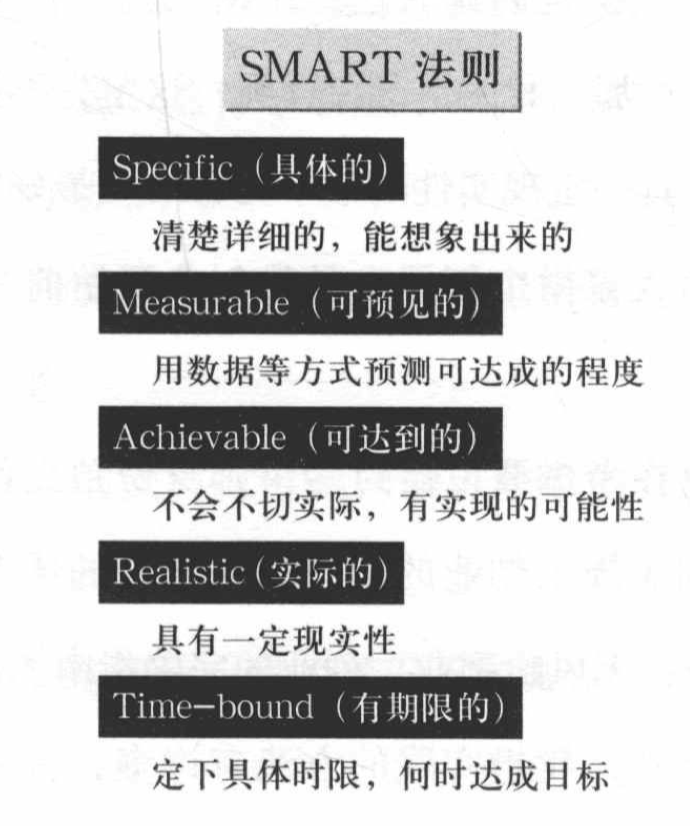 SMART 法则
Specific（具体的）
清楚详细的，能想象出来的
Measurable（可预见的）
用数据等方式预测可达成的程度
Achievable（可达到的）
不会不切实际，有实现的可能性
Realistic（实际的）
具有一定现实性
Time-bound（有期限的）
定下具体时限，何时达成目标